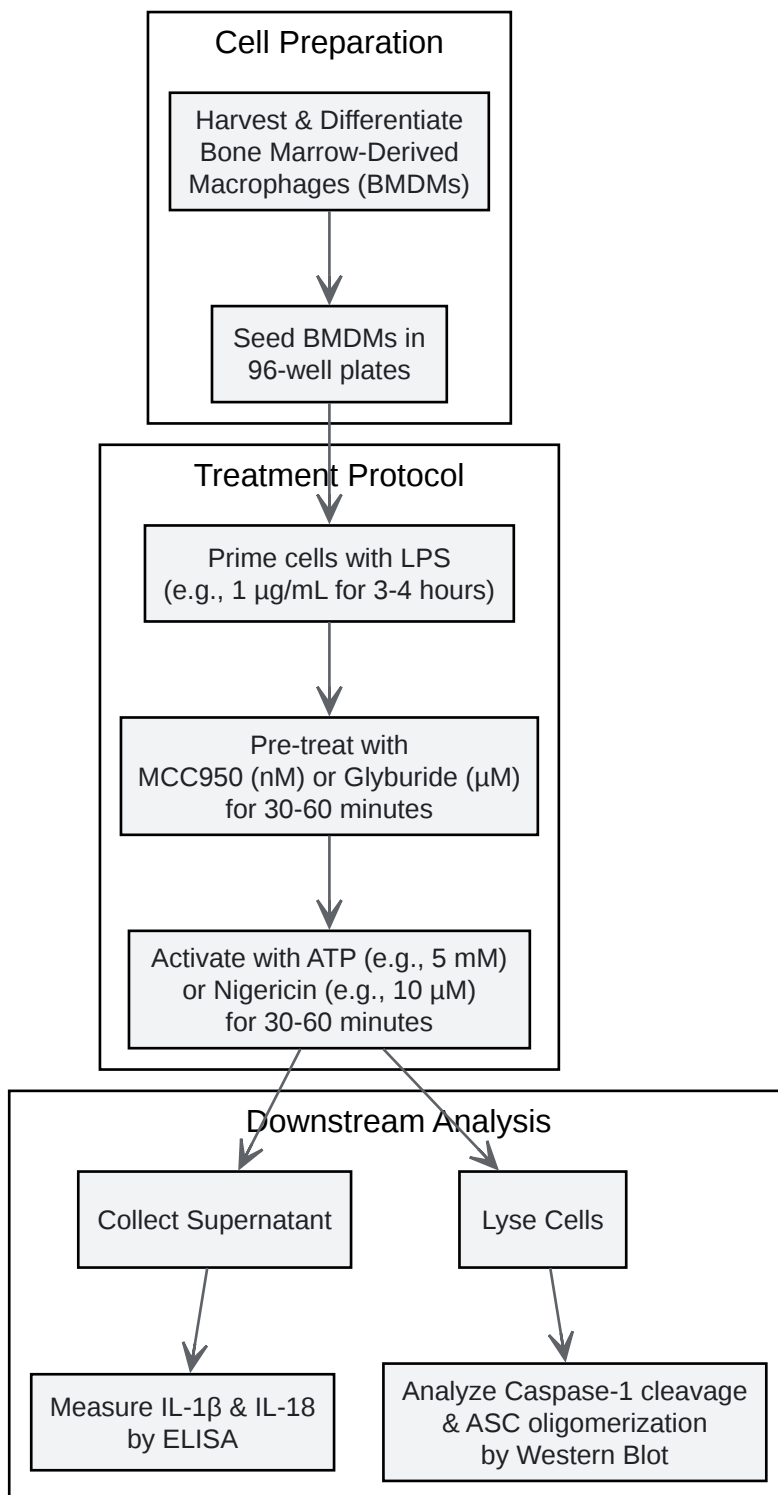 Cell Preparation
Harvest & Differentiate
Bone Marrow-Derived
Macrophages (BMDMs)
Seed BMDMs in
96-well plates
Treatment Protocol
Prime cells with LPS
(e.g., 1 µg/mL for 3-4 hours)
Pre-treat with
MCC950 (nM) or Glyburide (µM)
for 30-60 minutes
Activate with ATP (e.g., 5 mM)
or Nigericin (e.g., 10 µM)
for 30-60 minutes
Downstream Analysis
Collect Supernatant
Lyse Cells
Measure IL-1β & IL-18
by ELISA
Analyze Caspase-1 cleavage
& ASC oligomerization
by Western Blot